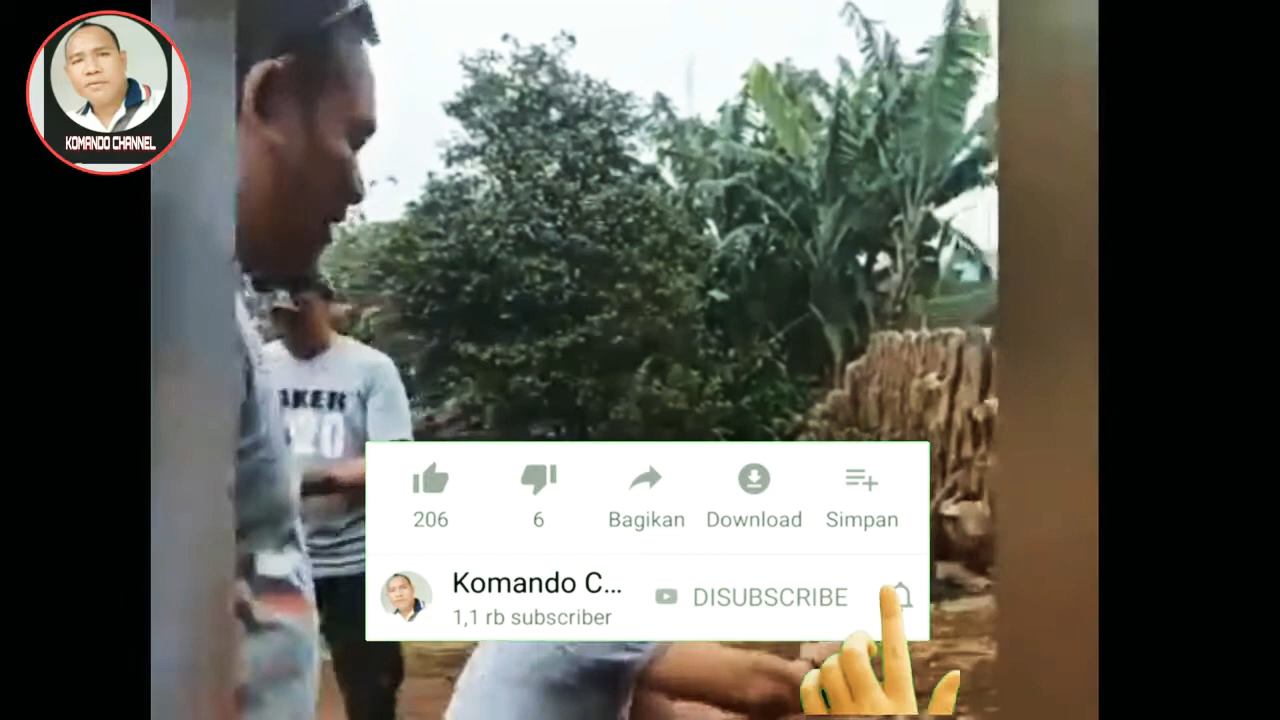 KOMANDO CHANNEL
AKER
20
206
6
Bagikan
Download
Simpan
Komando C...
DISUBSCRIBE
1,1 rb subscriber